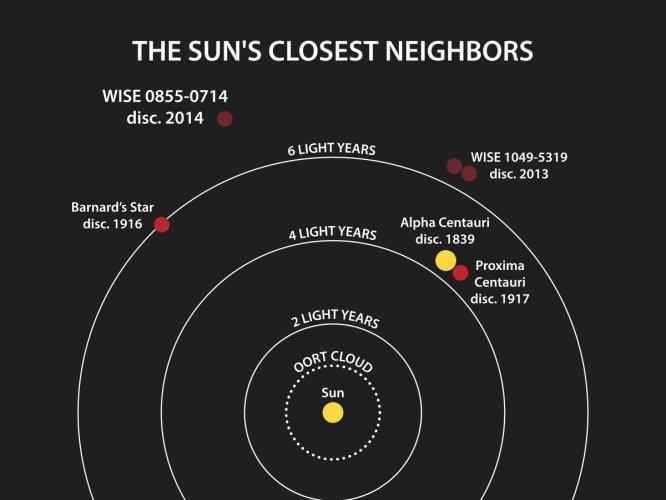 THE SUN'S CLOSEST NEIGHBORS
WISE 0855-0714
disc. 2014
6 LIGHT YEARS
WISE 1049-5319
disc. 2013
Barnard's Star
disc. 1916
4 LIGHT YEARS
Alpha Centauri
disc. 1839
Proxima
Centauri
disc. 1917
2 LIGHT YEARS
OORT CLOUD
Sun